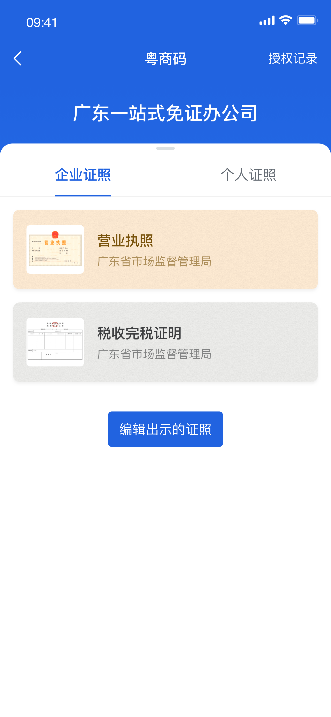 09:41
粤商码
授权记录
广东一站式免证办公司
企业证照
个人证照
营业执照
广东省市场监督管理局
税收完税证明
广东省市场监督管理局
编辑出示的证照